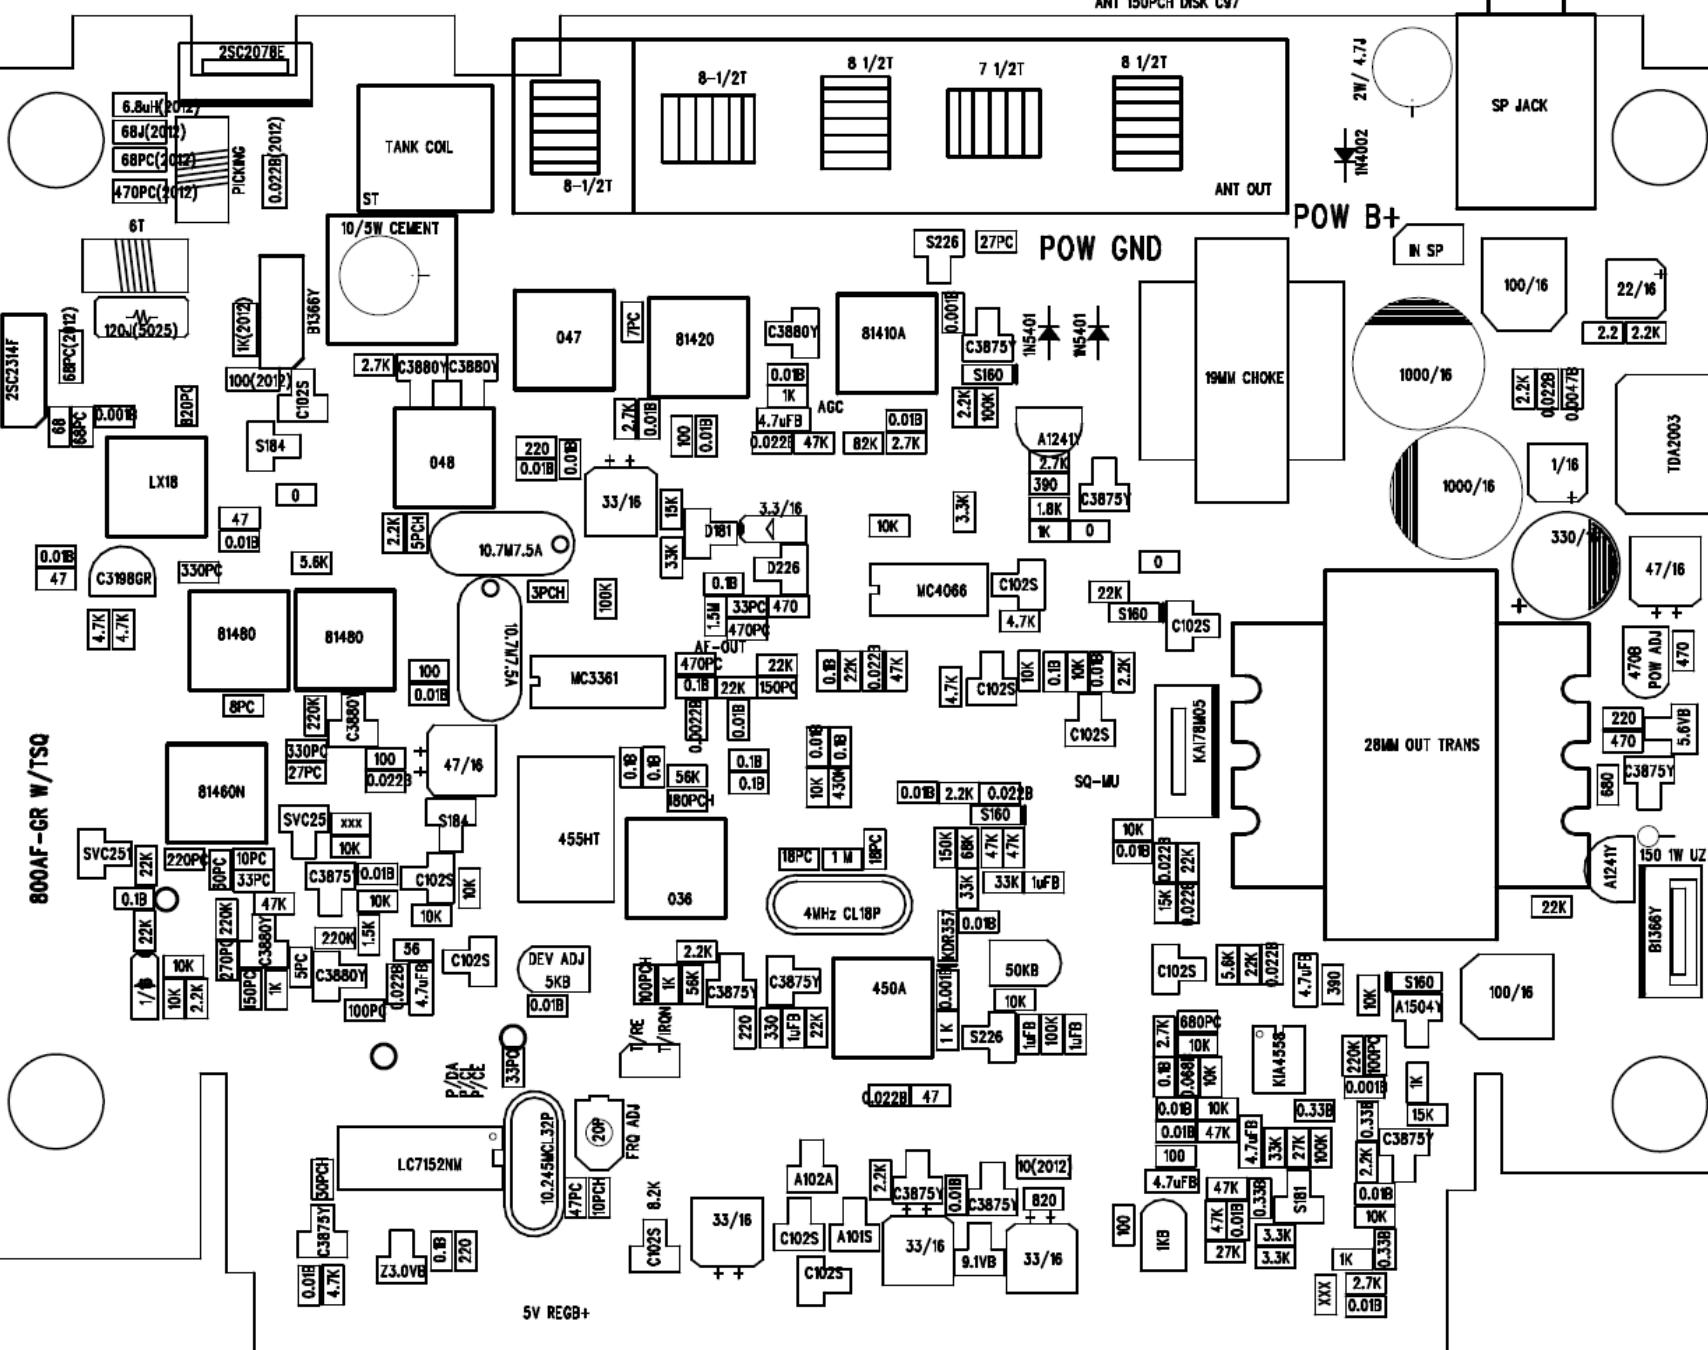 ANT 150PCH DISK C97
2SC2078E
6.8uH(2012)
68J(2012)
68PC(2012)
470PC(2012)
PICKING
0.022B(2012)
TANK COIL
ST
8-1/2T
8-1/2T
8 1/2T
7 1/2T
8 1/2T
ANT OUT
2W/ 4.7J
1N4002
SP JACK
POW B+
POW GND
IN SP
6T
120J(5025)
10/5W CEMENT
B1366Y
1K(2012)
100(2012)
2SC2314F
68PC(2012)
68
68PC
0.001B
820PC
C102S
S184
LX18
0
47
0.01B
2.7K
C3880Y
C3880Y
048
047
7PC
81420
C3880Y
0.01B
1K
AGC
4.7uFB
0.022B
47K
82K
2.7K
0.01B
81410A
0.001B
S226
27PC
C3875Y
S160
2.2K
100K
1N5401
1N5401
A1241Y
2.7K
390
1.8K
1K
0
C3875Y
3.3K
19MM CHOKE
100/16
22/16
2.2
2.2K
1000/16
1000/16
2.2K
0.022B
0.0047B
TDA2003
1/16
330/1
47/16
2.7K
0.01B
100
0.01B
220
0.01B
0.01B
33/16
15K
33K
D181
3.3/16
D226
10K
2.2K
5PCH
10.7M7.5A
10.7M7.5A
3PCH
100K
0.1B
1.5M
33PC
470
470PC
AF-OUT
470PC
22K
0.1B
22K
150PC
0.0022B
0.01B
MC4066
C102S
4.7K
22K
S160
C102S
0
0.01B
47
C3198GR
330PC
5.6K
4.7K
4.7K
81480
81480
100
0.01B
MC3361
0.1B
22K
0.022B
47K
4.7K
C102S
10K
0.1B
10K
0.01B
2.2K
C102S
SQ-MU
KAI78M05
28MM OUT TRANS
470B
POW ADJ
470
220
470
5.6VB
680
C3875Y
A1241Y
150 1W UZ
B1366Y
22K
800AF-GR W/TSQ
8PC
220K
C3880Y
330PC
27PC
100
0.022B
47/16
81460N
S184
SVC251
SVC25
xxx
10K
455HT
0.1B
0.1B
56K
180PCH
0.1B
0.1B
0.01B
0.1B
10K
430K
0.01B
2.2K
0.022B
S160
150K
68K
47K
47K
33K
33K
1uFB
KDR357
0.01B
18PC
1 M
18PC
4MHz CL18P
036
10K
0.01B
0.022B
22K
15K
0.022B
22K
220PC
10PC
33PC
C3875Y
0.01B
C102S
10K
10K
10K
0.1B
22K
47K
220K
C3880Y
270PC
220K
1.5K
C3880Y
5PC
56
C102S
0.022B
4.7uFB
100PC
150PC
1K
10K
10K
2.2K
DEV ADJ
5KB
0.01B
100PCH
1K
56K
2.2K
C3875Y
C3875Y
220
330
1uFB
22K
450A
0.001B
1 K
50KB
10K
S226
1uFB
100K
1uFB
C102S
5.6K
22K
0.022B
4.7uFB
390
10K
S160
A1504Y
100/16
T/RE
T/IRQN
P/DA
P/CL
P/CE
33PC
0.022B
47
2.7K
680PC
10K
0.1B
10K
KIA4558
220K
100PC
0.001B
1K
15K
0.01B
10K
0.33B
0.33B
C3875Y
0.01B
47K
4.7uFB
33K
27K
100K
2.2K
100
4.7uFB
47K
0.33B
S181
0.01B
10K
47K
0.01B
3.3K
3.3K
27K
1KB
100
0.33B
1K
2.7K
0.01B
XXX
LC7152NM
10.245MCL32P
20P
FRQ ADJ
30PCH
C3875Y
47PC
10PCH
8.2K
C102S
33/16
A102A
C102S
A101S
C102S
2.2K
C3875Y
0.01B
C3875Y
10(2012)
820
33/16
9.1VB
33/16
Z3.0VB
0.1B
220
0.01B
4.7K
5V REGB+